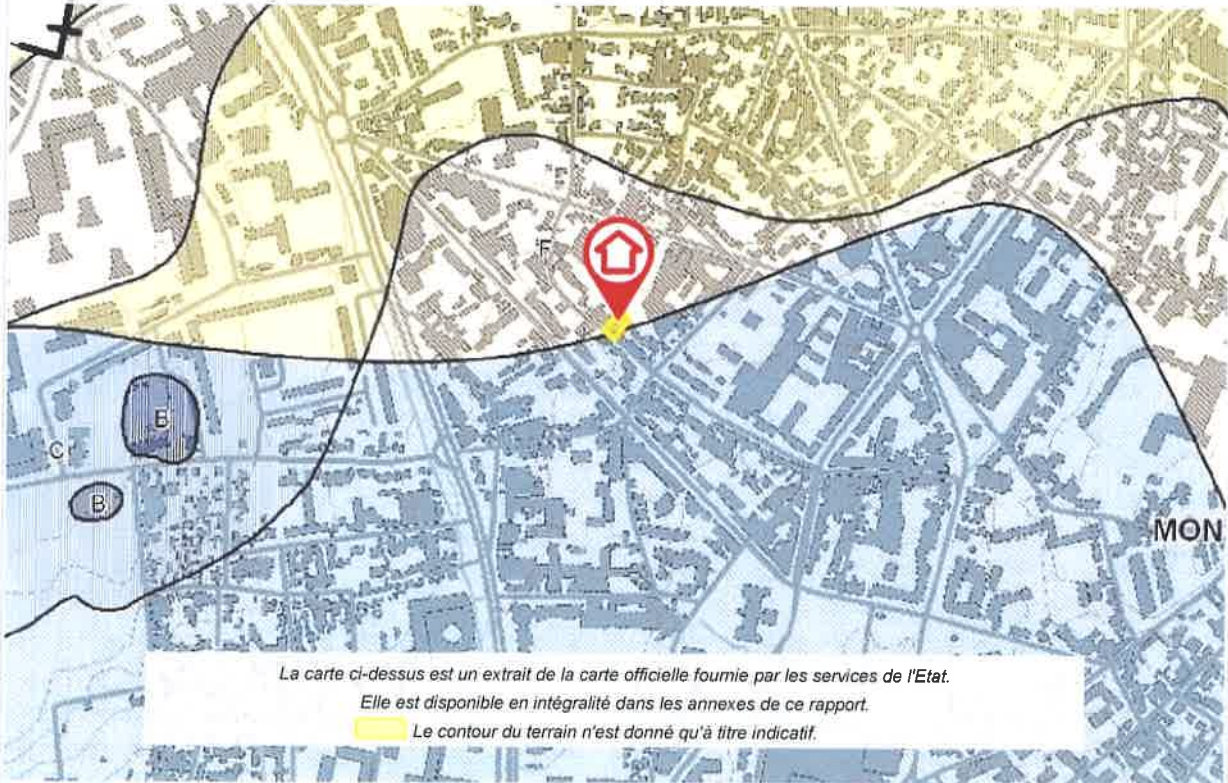 F
B
C
B
MON
La carte ci-dessus est un extrait de la carte officielle fournie par les services de l'Etat.
Elle est disponible en intégralité dans les annexes de ce rapport.
Le contour du terrain n'est donné qu'à titre indicatif.